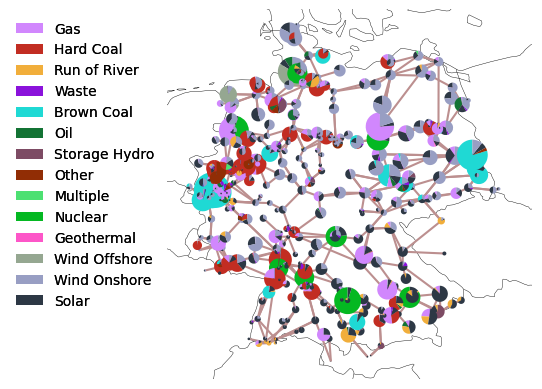 Gas
Hard Coal
Run of River
Waste
Brown Coal
Oil
Storage Hydro
Other
Multiple
Nuclear
Geothermal
Wind Offshore
Wind Onshore
Solar